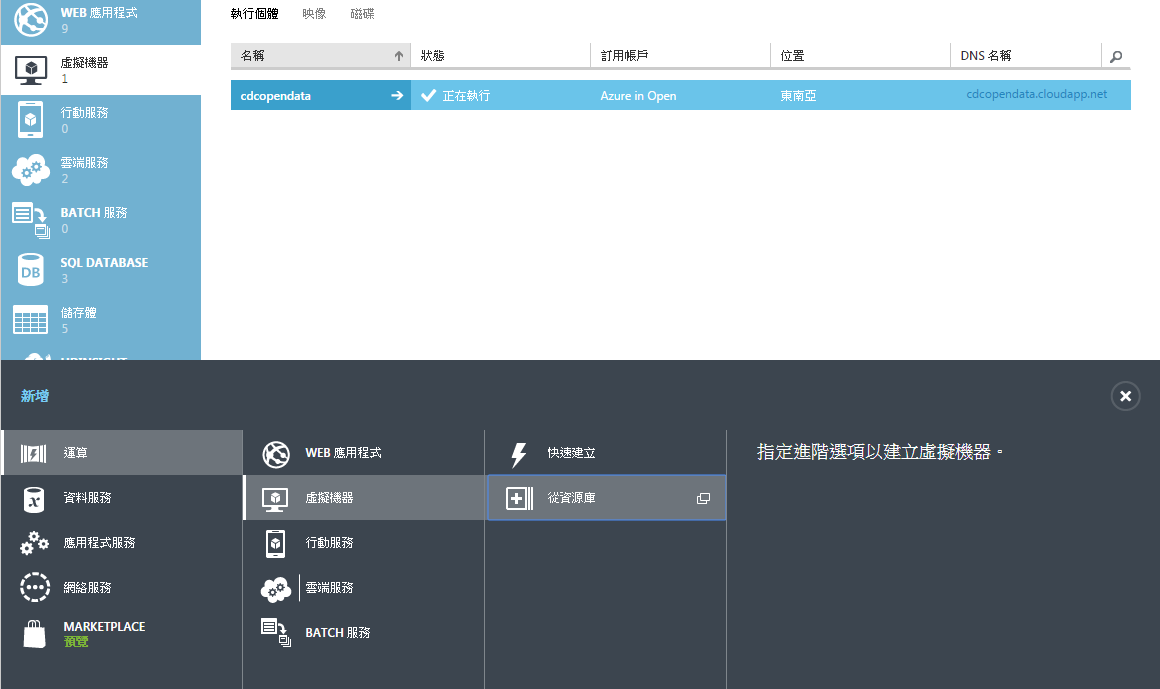 WEB 應用程式
9
虛擬機器
1
行動服務
0
雲端服務
2
BATCH 服務
0
SQL DATABASE
3
DB
儲存體
5
HDINSIGHT
執行個體 映像 磁碟
名稱 狀態 訂用帳戶 位置 DNS 名稱
cdcopendata 正在執行 Azure in Open 東南亞 cdcopendata.cloudapp.net
新增
運算
資料服務
應用程式服務
網絡服務
MARKETPLACE
預覽
WEB 應用程式
虛擬機器
行動服務
雲端服務
BATCH 服務
快速建立
從資源庫
指定進階選項以建立虛擬機器。